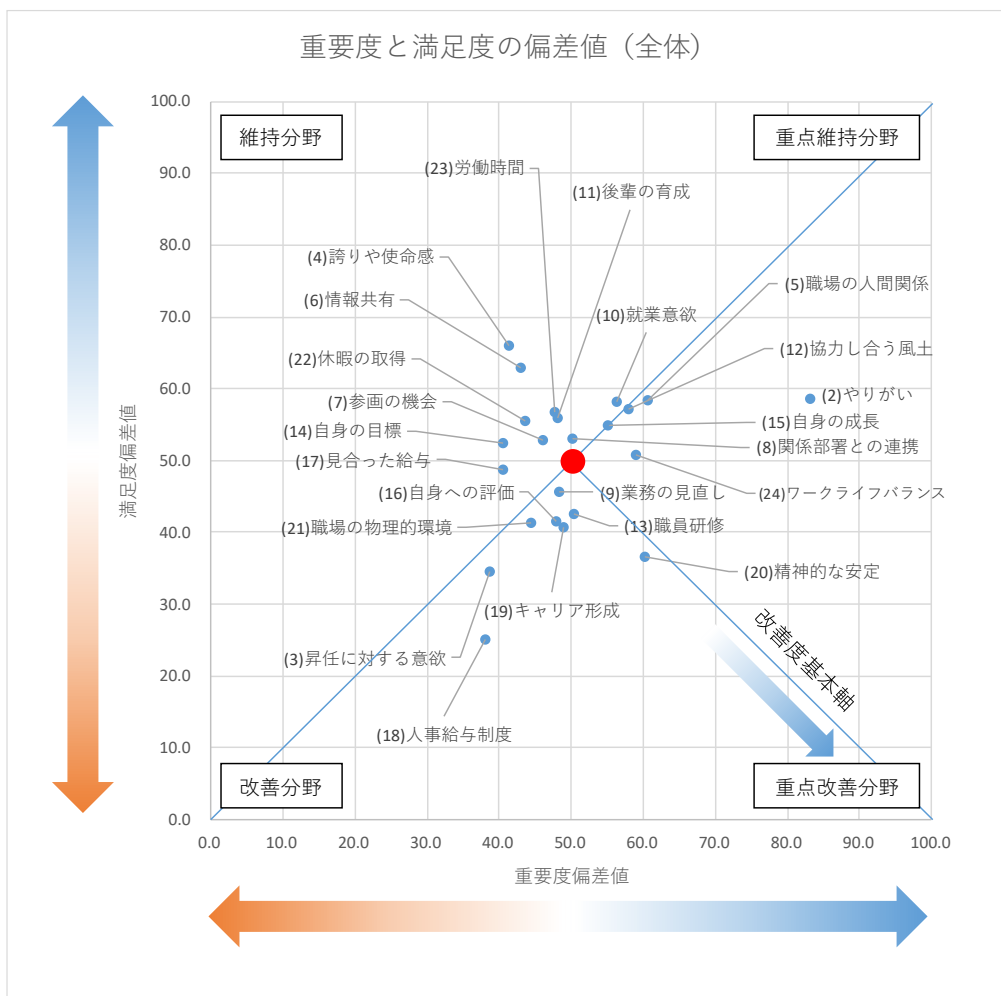 重要度と満足度の偏差値（全体）
100.0
90.0
80.0
70.0
60.0
50.0
40.0
30.0
20.0
10.0
0.0
満足度偏差値
維持分野
重点維持分野
(23)労働時間
(11)後輩の育成
(4)誇りや使命感
(5)職場の人間関係
(6)情報共有
(10)就業意欲
(12)協力し合う風土
(22)休暇の取得
(2)やりがい
(7)参画の機会
(15)自身の成長
(14)自身の目標
(8)関係部署との連携
(17)見合った給与
(16)自身への評価
(9)業務の見直し
(24)ワークライフバランス
(21)職場の物理的環境
(13)職員研修
(20)精神的な安定
(19)キャリア形成
改善度基本軸
(3)昇任に対する意欲
(18)人事給与制度
改善分野
重点改善分野
0.0 10.0 20.0 30.0 40.0 50.0 60.0 70.0 80.0 90.0 100.0
重要度偏差値